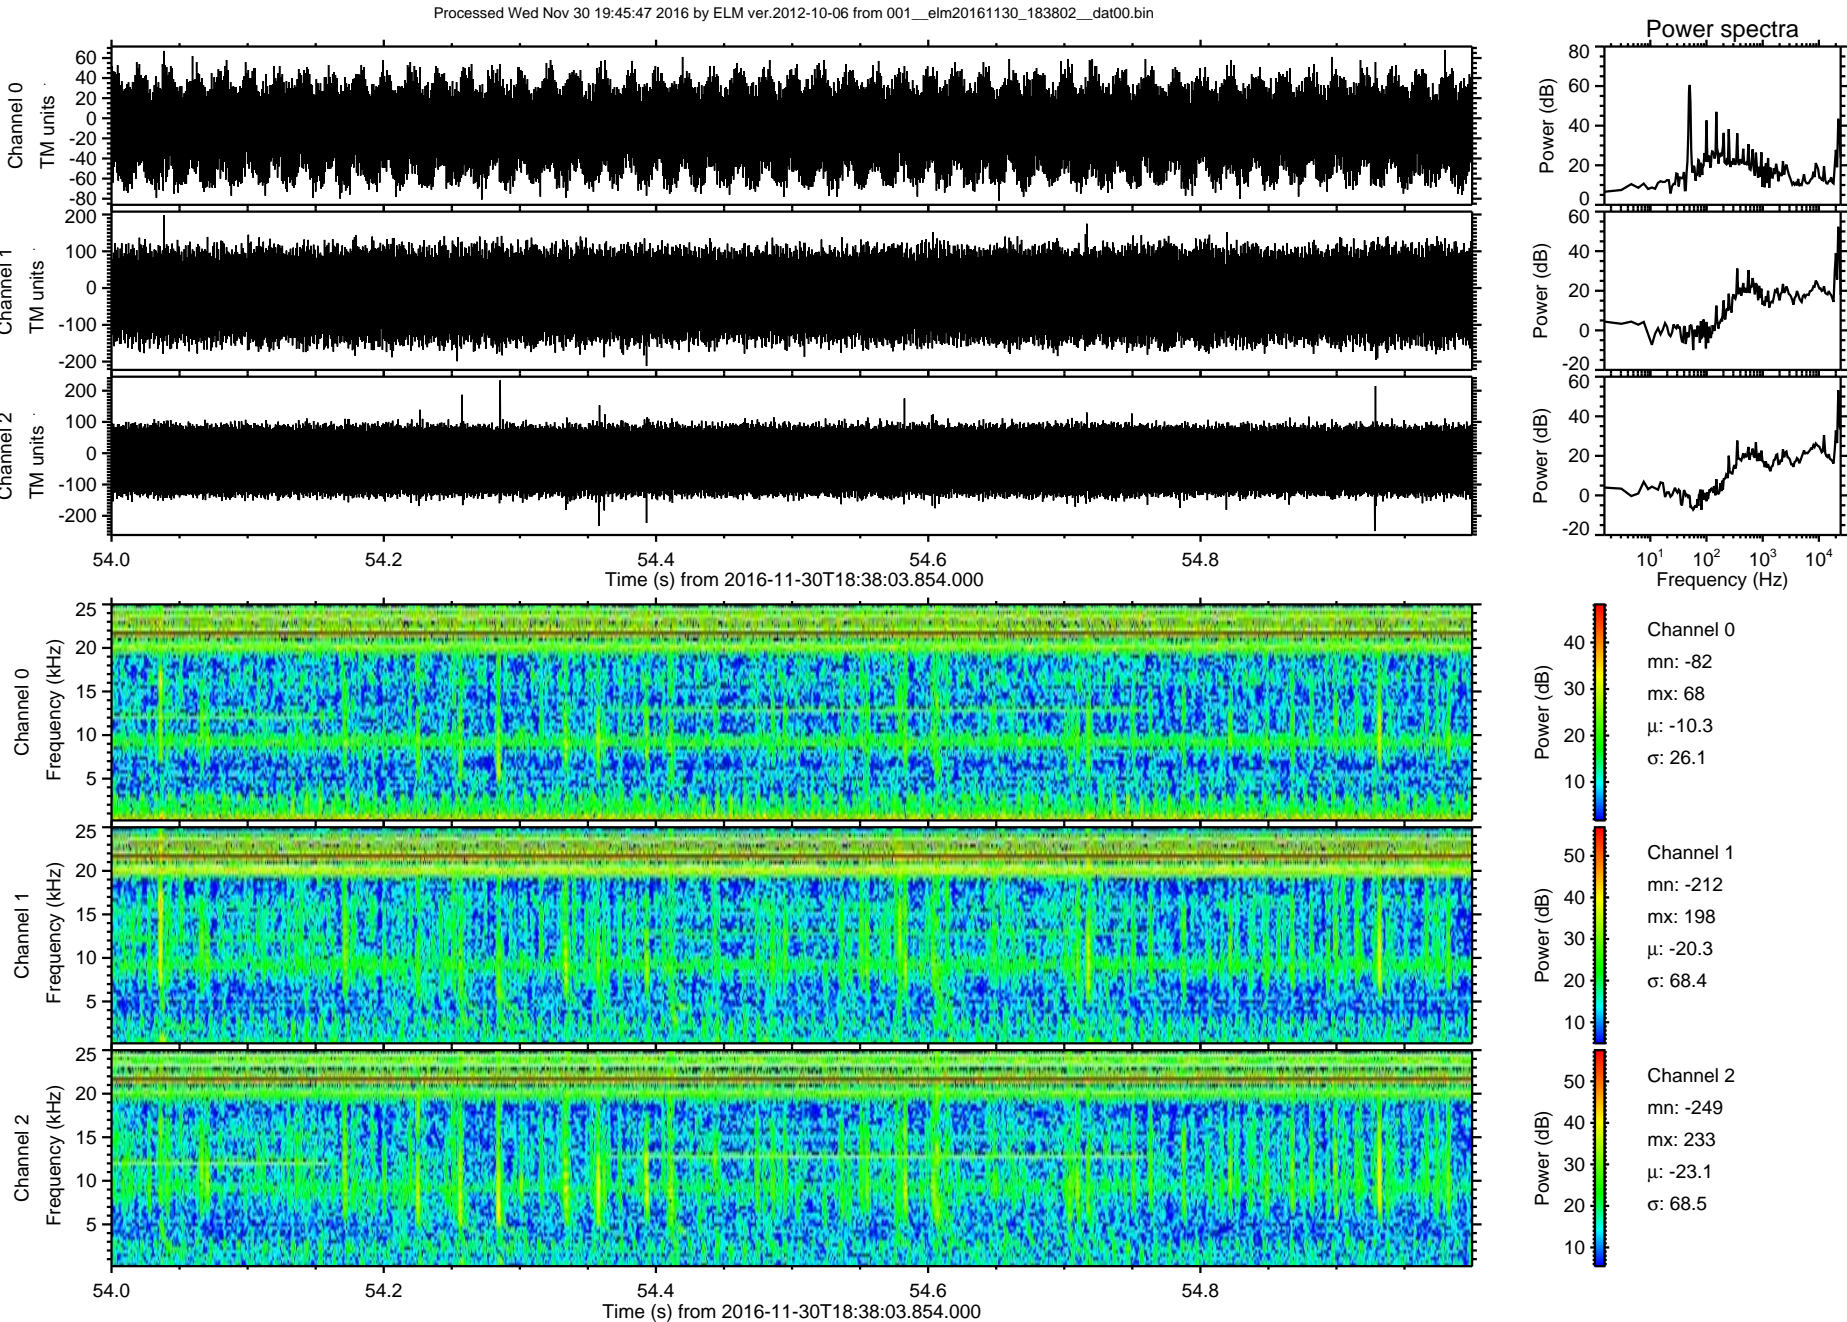 Processed Wed Nov 30 19:45:47 2016 by ELM ver.2012-10-06 from 001__elm20161130_183802__dat00.bin
Power spectra
Channel 0
TM units
60
40
20
0
-20
-40
-60
-80
Power (dB)
80
60
40
20
0
Channel 1
TM units
200
100
0
-100
-200
Power (dB)
60
40
20
0
-20
Channel 2
TM units
200
100
0
-100
-200
Power (dB)
60
40
20
0
-20
54.0 54.2 54.4 54.6 54.8
Time (s) from 2016-11-30T18:38:03.854.000
10^1 10^2 10^3 10^4
Frequency (Hz)
Channel 0
Frequency (kHz)
25
20
15
10
5
Power (dB)
40
30
20
10
Channel 0
mn: -82
mx: 68
μ: -10.3
σ: 26.1
Channel 1
Frequency (kHz)
25
20
15
10
5
Power (dB)
50
40
30
20
10
Channel 1
mn: -212
mx: 198
μ: -20.3
σ: 68.4
Channel 2
Frequency (kHz)
25
20
15
10
5
Power (dB)
50
40
30
20
10
Channel 2
mn: -249
mx: 233
μ: -23.1
σ: 68.5
54.0 54.2 54.4 54.6 54.8
Time (s) from 2016-11-30T18:38:03.854.000